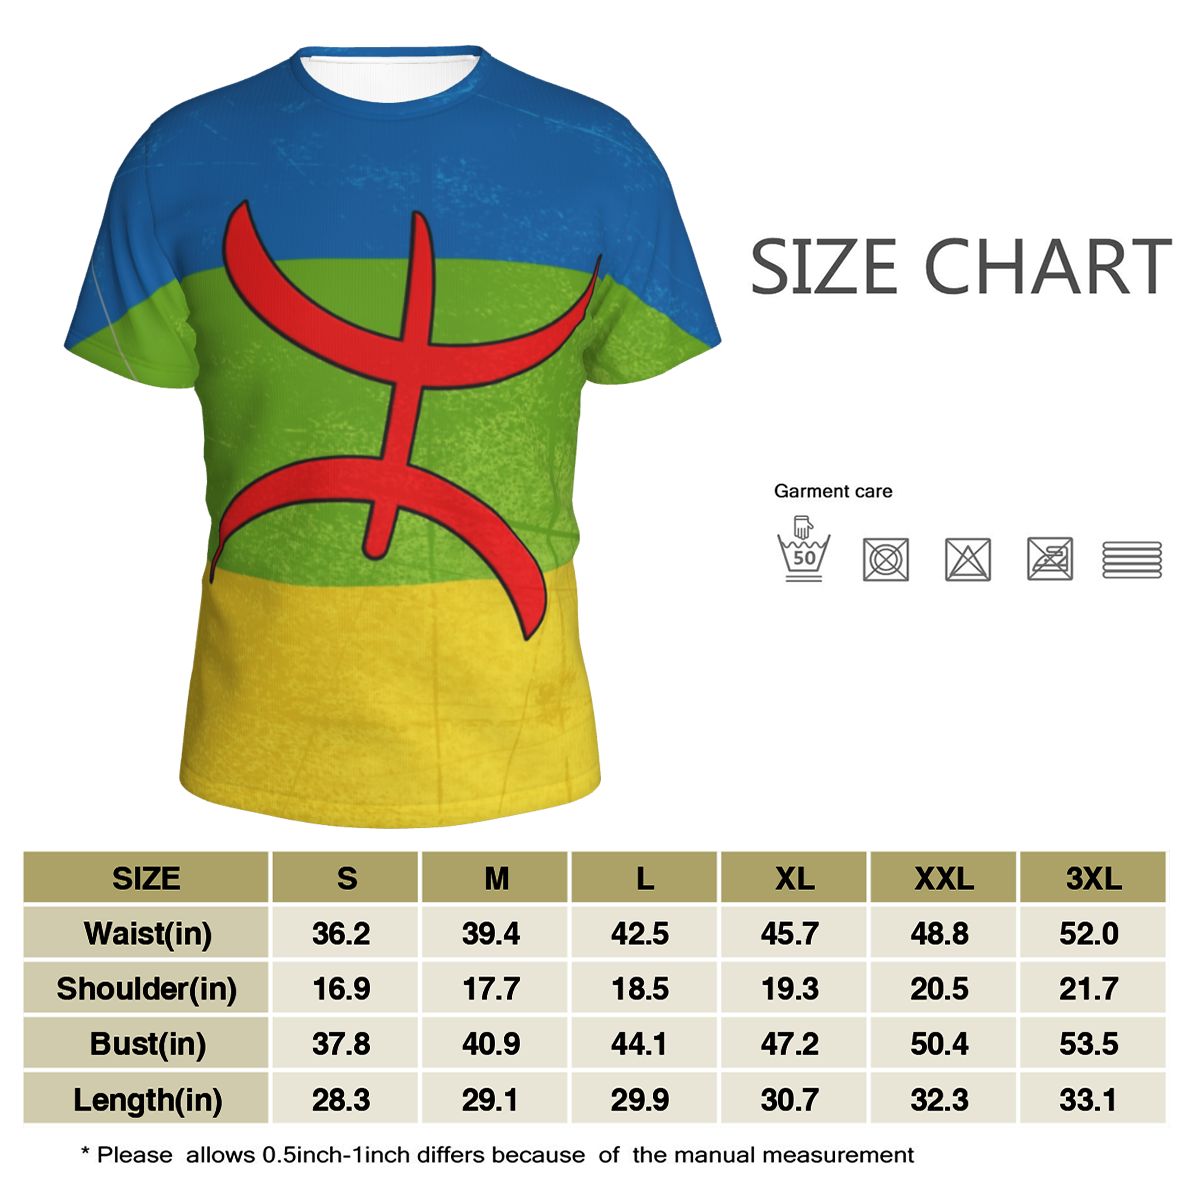 SIZE CHART
Garment care
50
SIZE S M L XL XXL 3XL
Waist(in) 36.2 39.4 42.5 45.7 48.8 52.0
Shoulder(in) 16.9 17.7 18.5 19.3 20.5 21.7
Bust(in) 37.8 40.9 44.1 47.2 50.4 53.5
Length(in) 28.3 29.1 29.9 30.7 32.3 33.1
* Please allows 0.5inch-1inch differs because of the manual measurement